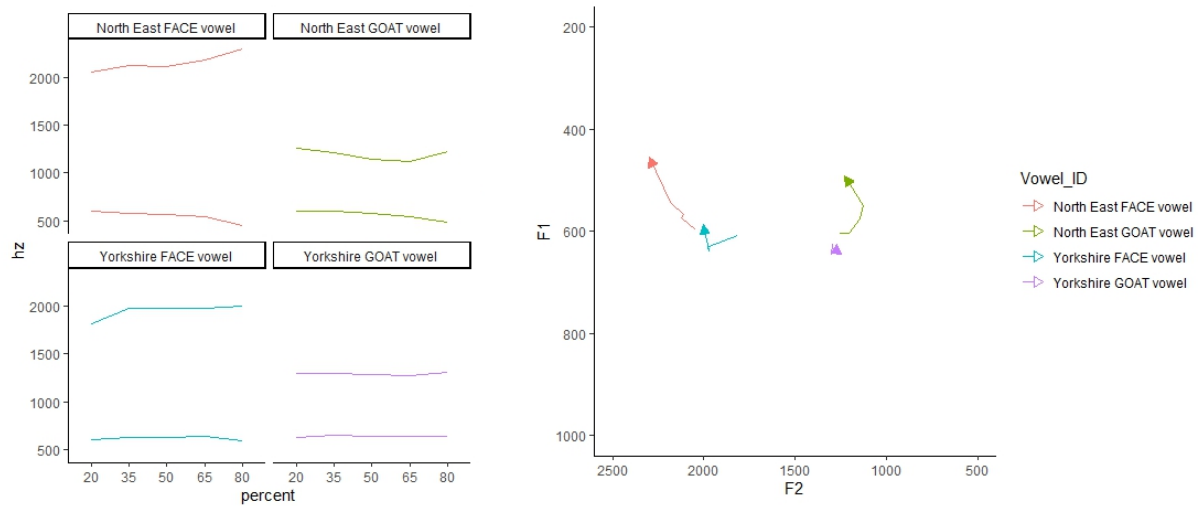 North East FACE vowel
North East GOAT vowel
2000
1500
1000
500
hz
Yorkshire FACE vowel
Yorkshire GOAT vowel
2000
1500
1000
500
20 35 50 65 80
20 35 50 65 80
percent
200
400
600
800
1000
F1
2500 2000 1500 1000 500
F2
Vowel_ID
North East FACE vowel
North East GOAT vowel
Yorkshire FACE vowel
Yorkshire GOAT vowel